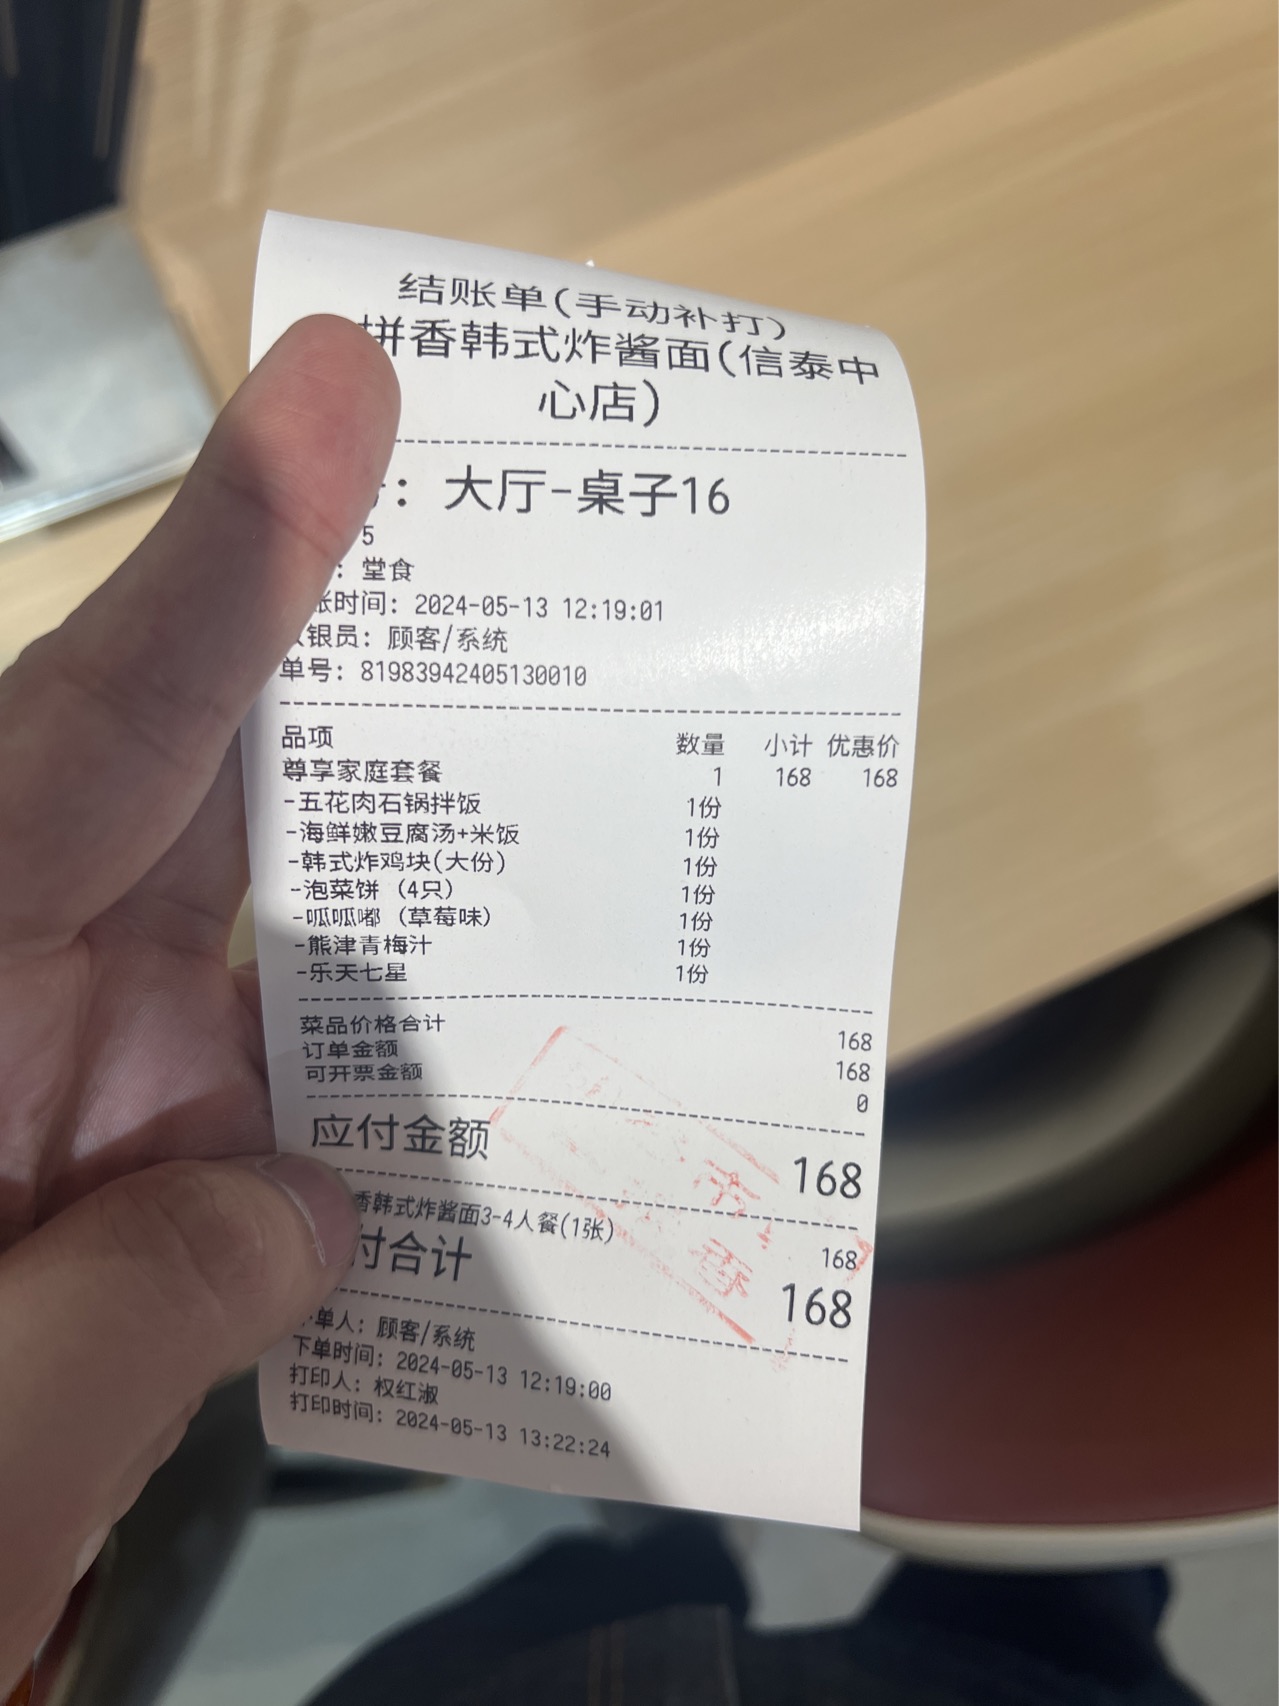 结账单(手动补打)
拼香韩式炸酱面(信泰中
心店)
: 大厅-桌子16
5
: 堂食
账时间: 2024-05-13 12:19:01
银员: 顾客/系统
单号: 81983942405130010
品项 数量 小计 优惠价
尊享家庭套餐 1 168 168
-五花肉石锅拌饭 1份
-海鲜嫩豆腐汤+米饭 1份
-韩式炸鸡块(大份) 1份
-泡菜饼 (4只) 1份
-呱呱嘟 (草莓味) 1份
-熊津青梅汁 1份
-乐天七星 1份
菜品价格合计 168
订单金额 168
可开票金额 0
应付金额 168
香韩式炸酱面3-4人餐(1张) 168
付合计 168
单人: 顾客/系统
下单时间: 2024-05-13 12:19:00
打印人: 权红淑
打印时间: 2024-05-13 13:22:24